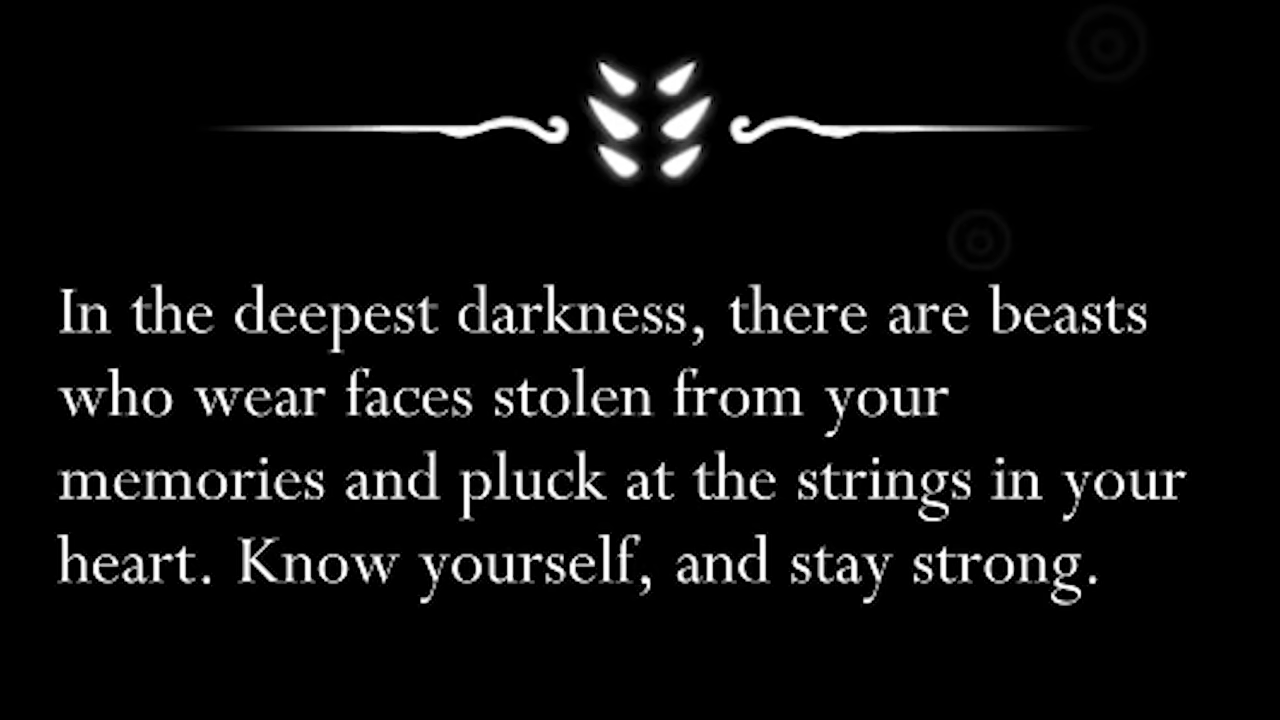 In the deepest darkness, there are beasts
who wear faces stolen from your
memories and pluck at the strings in your
heart. Know yourself, and stay strong.